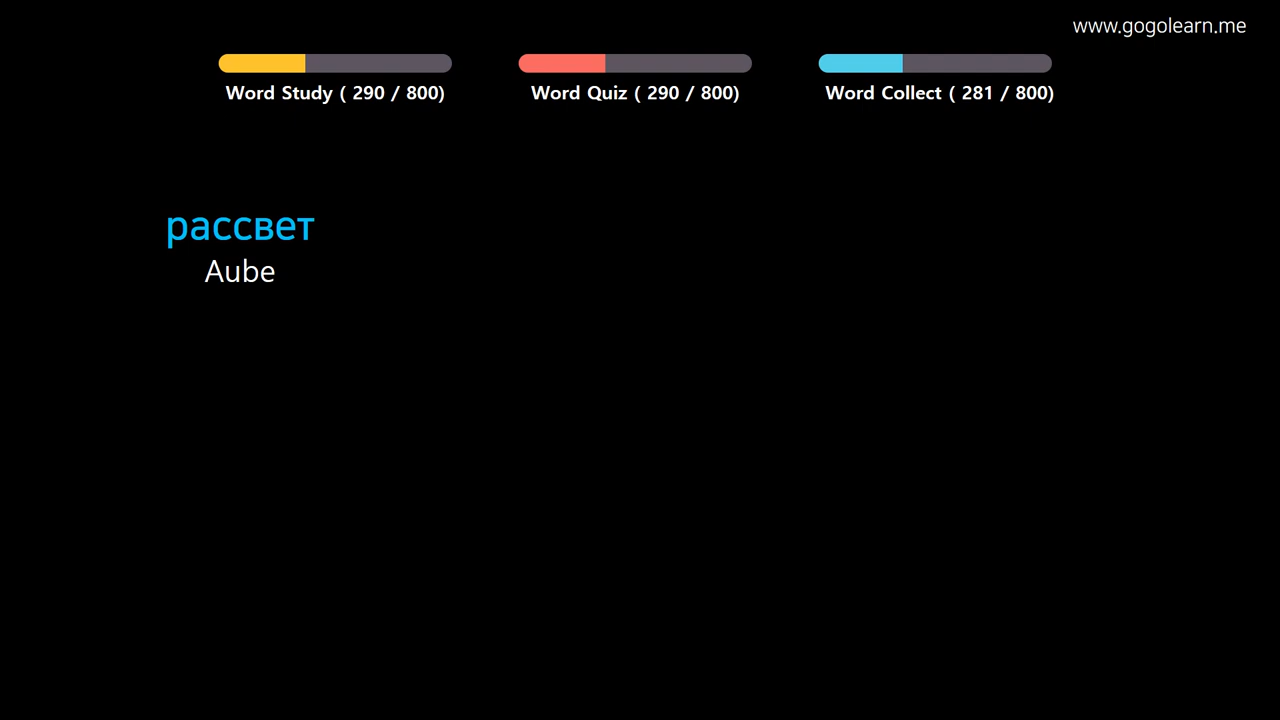 www.gogolearn.me
Word Study ( 290 / 800)
Word Quiz ( 290 / 800)
Word Collect ( 281 / 800)
рассвет
Aube